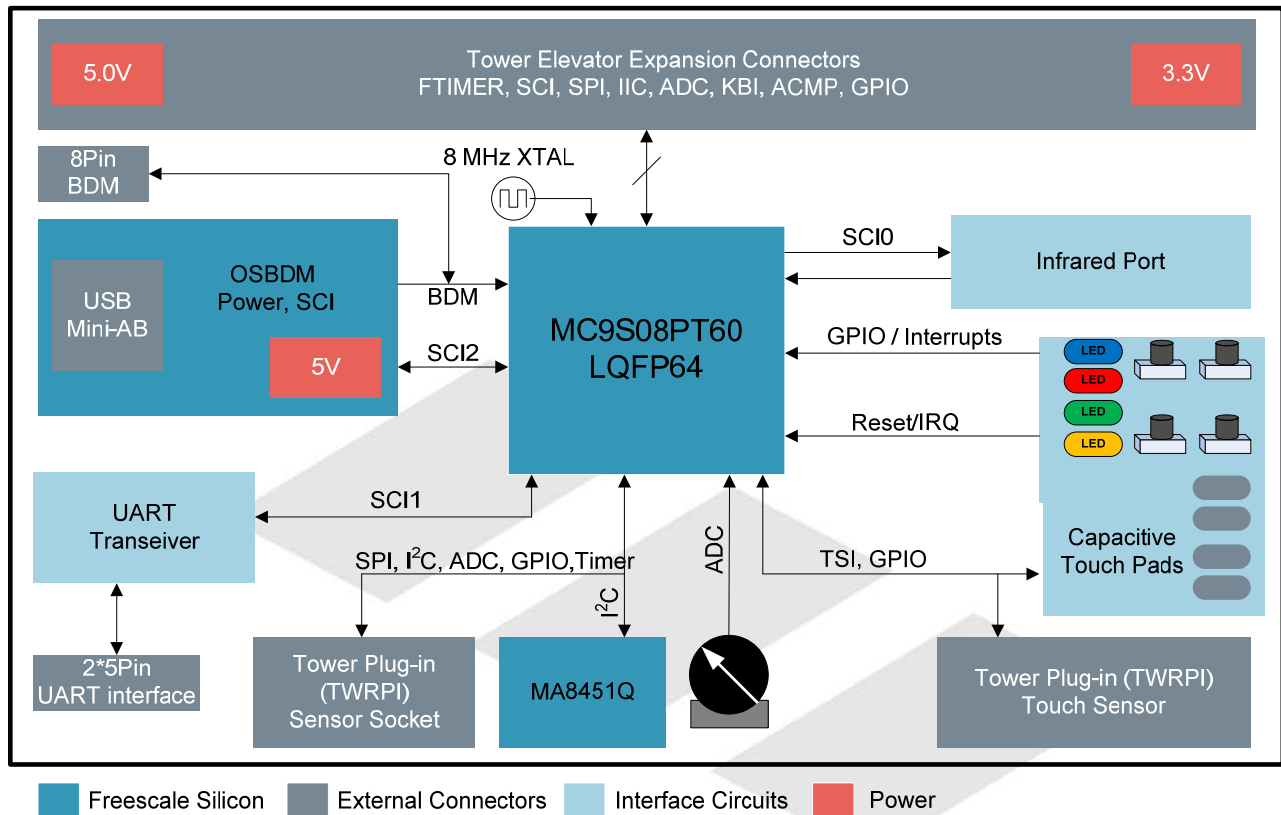 5.0V
Tower Elevator Expansion Connectors
FTIMER, SCI, SPI, IIC, ADC, KBI, ACMP, GPIO
3.3V
8Pin
BDM
8 MHz XTAL
USB
Mini-AB
OSBDM
Power, SCI
5V
BDM
SCI2
MC9S08PT60
LQFP64
SCI0
Infrared Port
GPIO / Interrupts
Reset/IRQ
LED
LED
LED
LED
UART
Transeiver
SCI1
2*5Pin
UART interface
SPI, I²C, ADC, GPIO,Timer
I²C
ADC
TSI, GPIO
Capacitive
Touch Pads
Tower Plug-in
(TWRPI)
Sensor Socket
MA8451Q
Tower Plug-in (TWRPI)
Touch Sensor
Freescale Silicon
External Connectors
Interface Circuits
Power